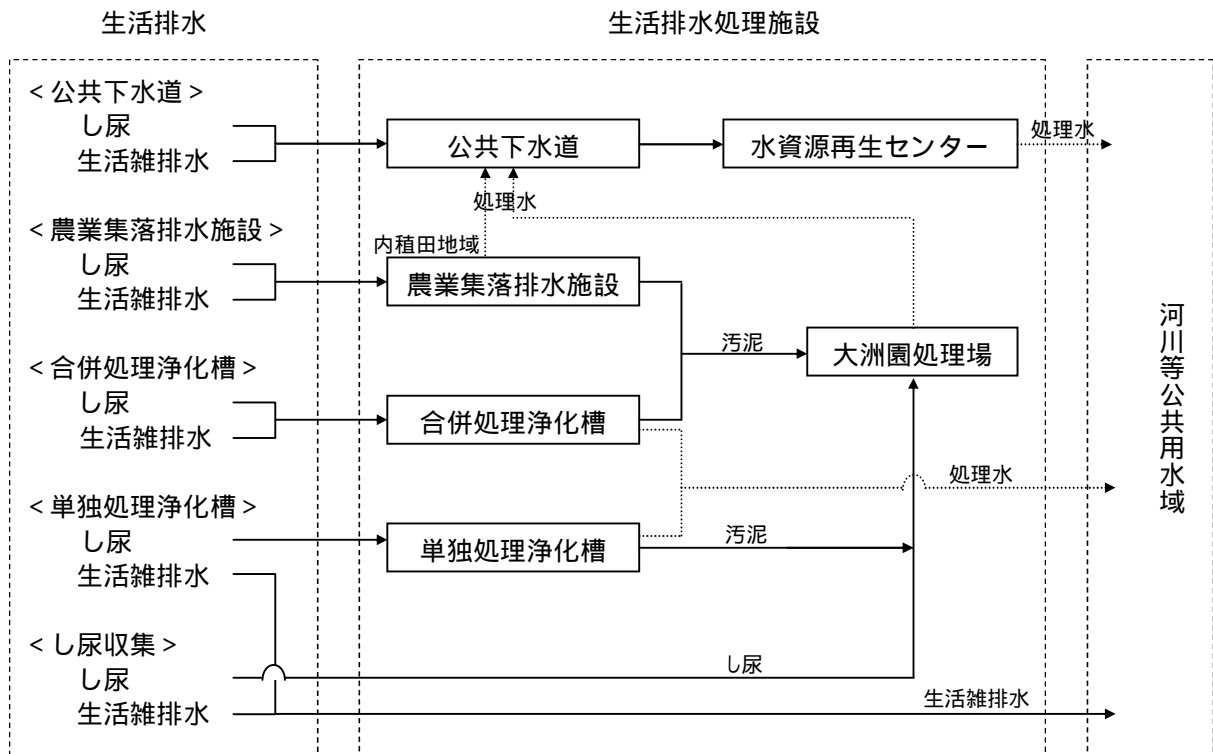 生活排水
生活排水処理施設
<公共下水道>
し尿
生活雑排水
公共下水道
水資源再生センター
処理水
処理水
<農業集落排水施設>
し尿
生活雑排水
内稙田地域
農業集落排水施設
汚泥
大洲園処理場
<合併処理浄化槽>
し尿
生活雑排水
合併処理浄化槽
処理水
<単独処理浄化槽>
し尿
生活雑排水
単独処理浄化槽
汚泥
<し尿収集>
し尿
生活雑排水
し尿
生活雑排水
河川等公共用水域